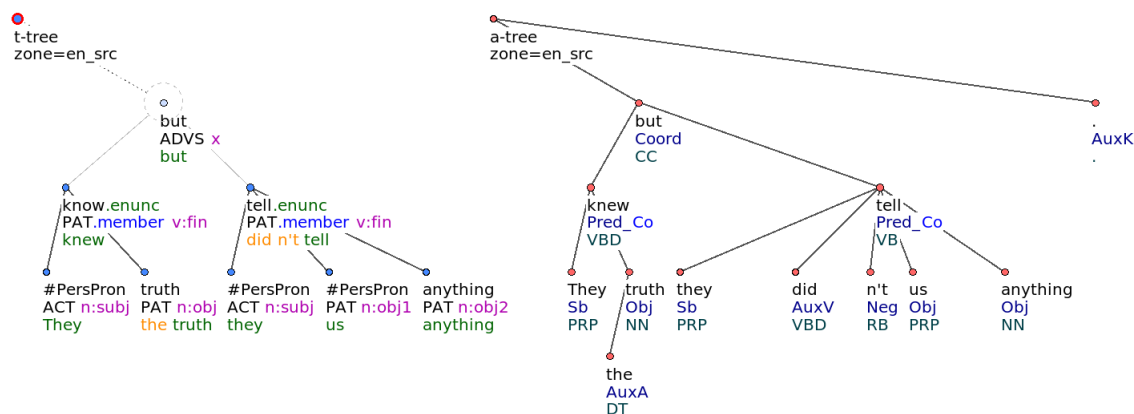 t-tree
zone=en_src
a-tree
zone=en_src
but
ADVS x
but
but
Coord
CC
.
AuxK
.
know.enunc
PAT.member v:fin
knew
tell.enunc
PAT.member v:fin
did n't tell
knew
Pred_Co
VBD
tell
Pred_Co
VB
#PersPron
ACT n:subj
They
truth
PAT n:obj
the truth
#PersPron
ACT n:subj
they
#PersPron
PAT n:obj1
us
anything
PAT n:obj2
anything
They
Sb
PRP
truth
Obj
NN
they
Sb
PRP
did
AuxV
VBD
n't
Neg
RB
us
Obj
PRP
anything
Obj
NN
the
AuxA
DT